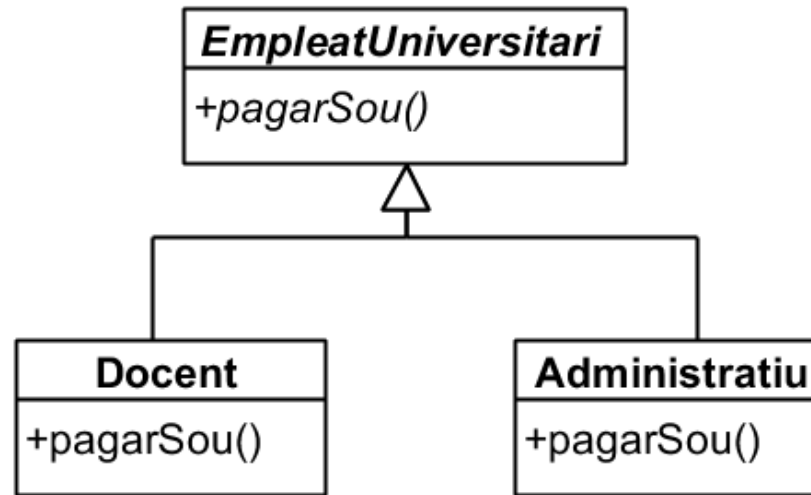 EmpleatUniversitari
+pagarSou()
Docent
Administratiu
+pagarSou()
+pagarSou()